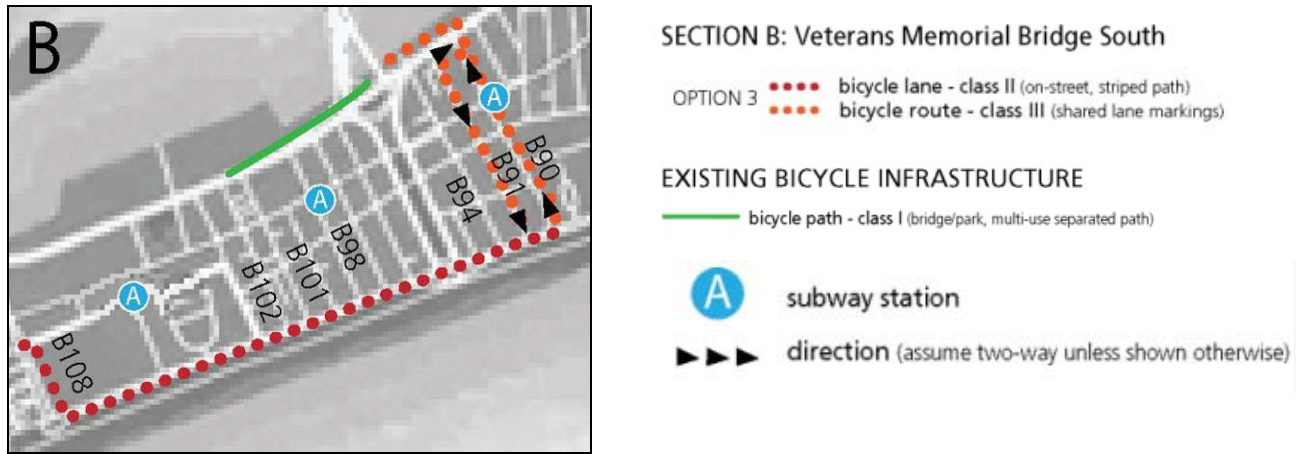 B
A
B90
B91
B94
A
B98
B101
B102
A
B108
SECTION B: Veterans Memorial Bridge South
OPTION 3
bicycle lane - class II (on-street, striped path)
bicycle route - class III (shared lane markings)
EXISTING BICYCLE INFRASTRUCTURE
bicycle path - class I (bridge/park, multi-use separated path)
A subway station
direction (assume two-way unless shown otherwise)